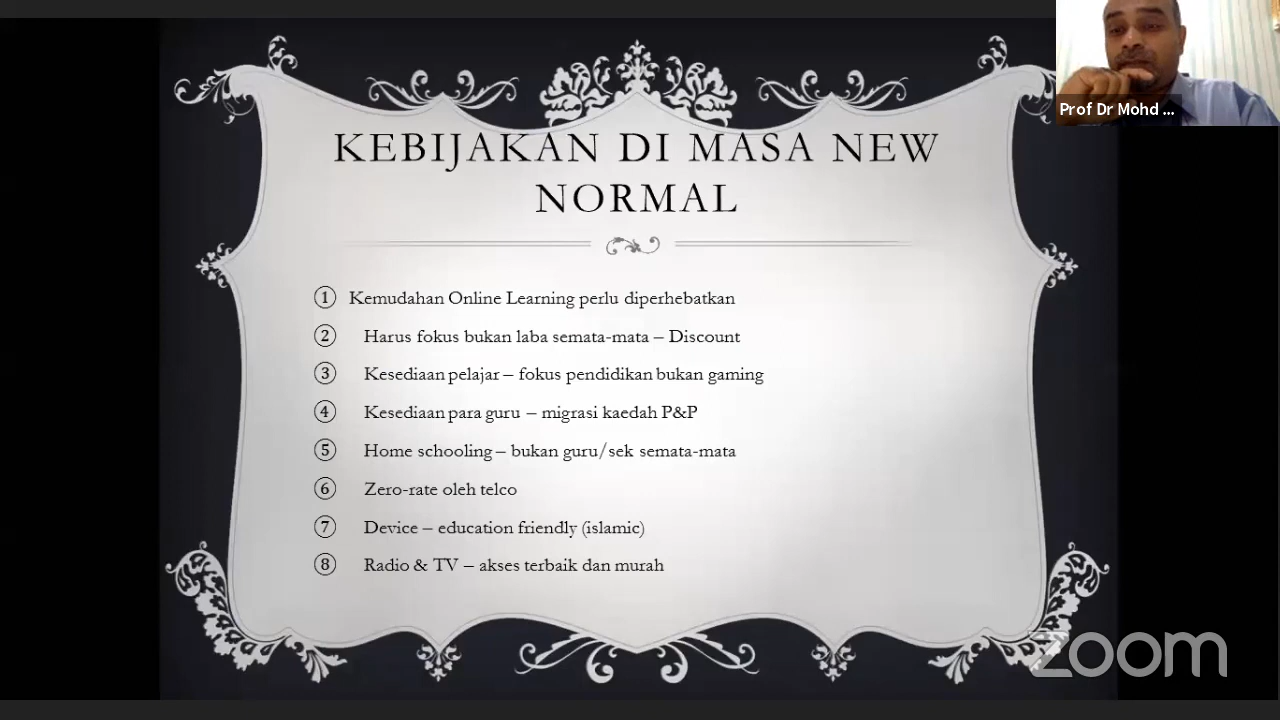 KEBIJAKAN DI MASA NEW
NORMAL
① Kemudahan Online Learning perlu diperhebatkan
② Harus fokus bukan laba semata-mata – Discount
③ Kesediaan pelajar – fokus pendidikan bukan gaming
④ Kesediaan para guru – migrasi kaedah P&P
⑤ Home schooling – bukan guru/sek semata-mata
⑥ Zero-rate oleh telco
⑦ Device – education friendly (islamic)
⑧ Radio & TV – akses terbaik dan murah
Prof Dr Mohd ...
zoom